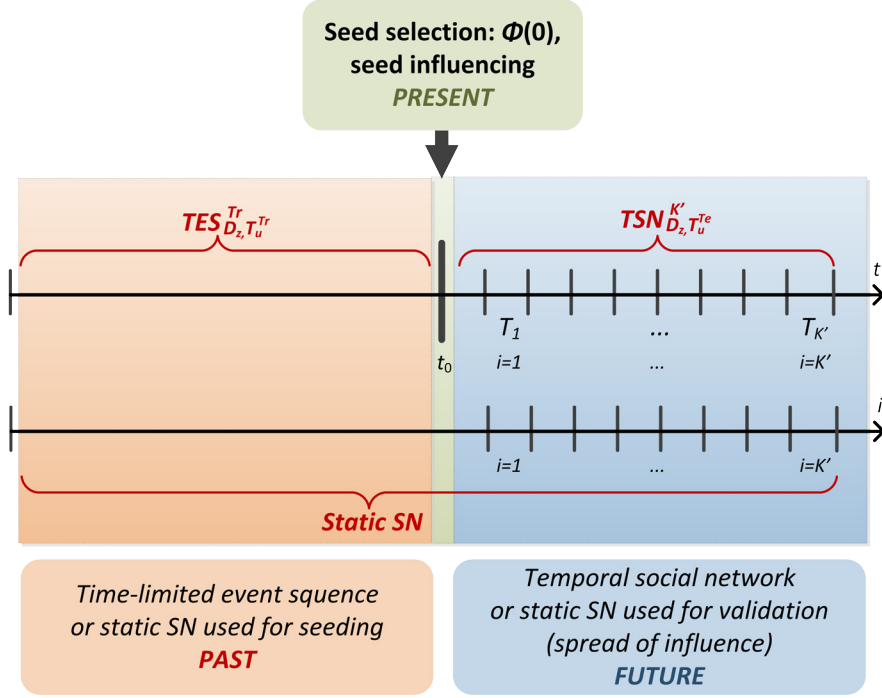 Seed selection: Φ(0),
seed influencing
PRESENT
TES^{Tr}_{D_z,T_u^{Tr}}
TSN^{K'}_{D_z,T_u^{Te}}
t
T_1 ... T_{K'}
t_0 i=1 ... i=K'
i
i=1 ... i=K'
Static SN
Time-limited event squence
or static SN used for seeding
PAST
Temporal social network
or static SN used for validation
(spread of influence)
FUTURE